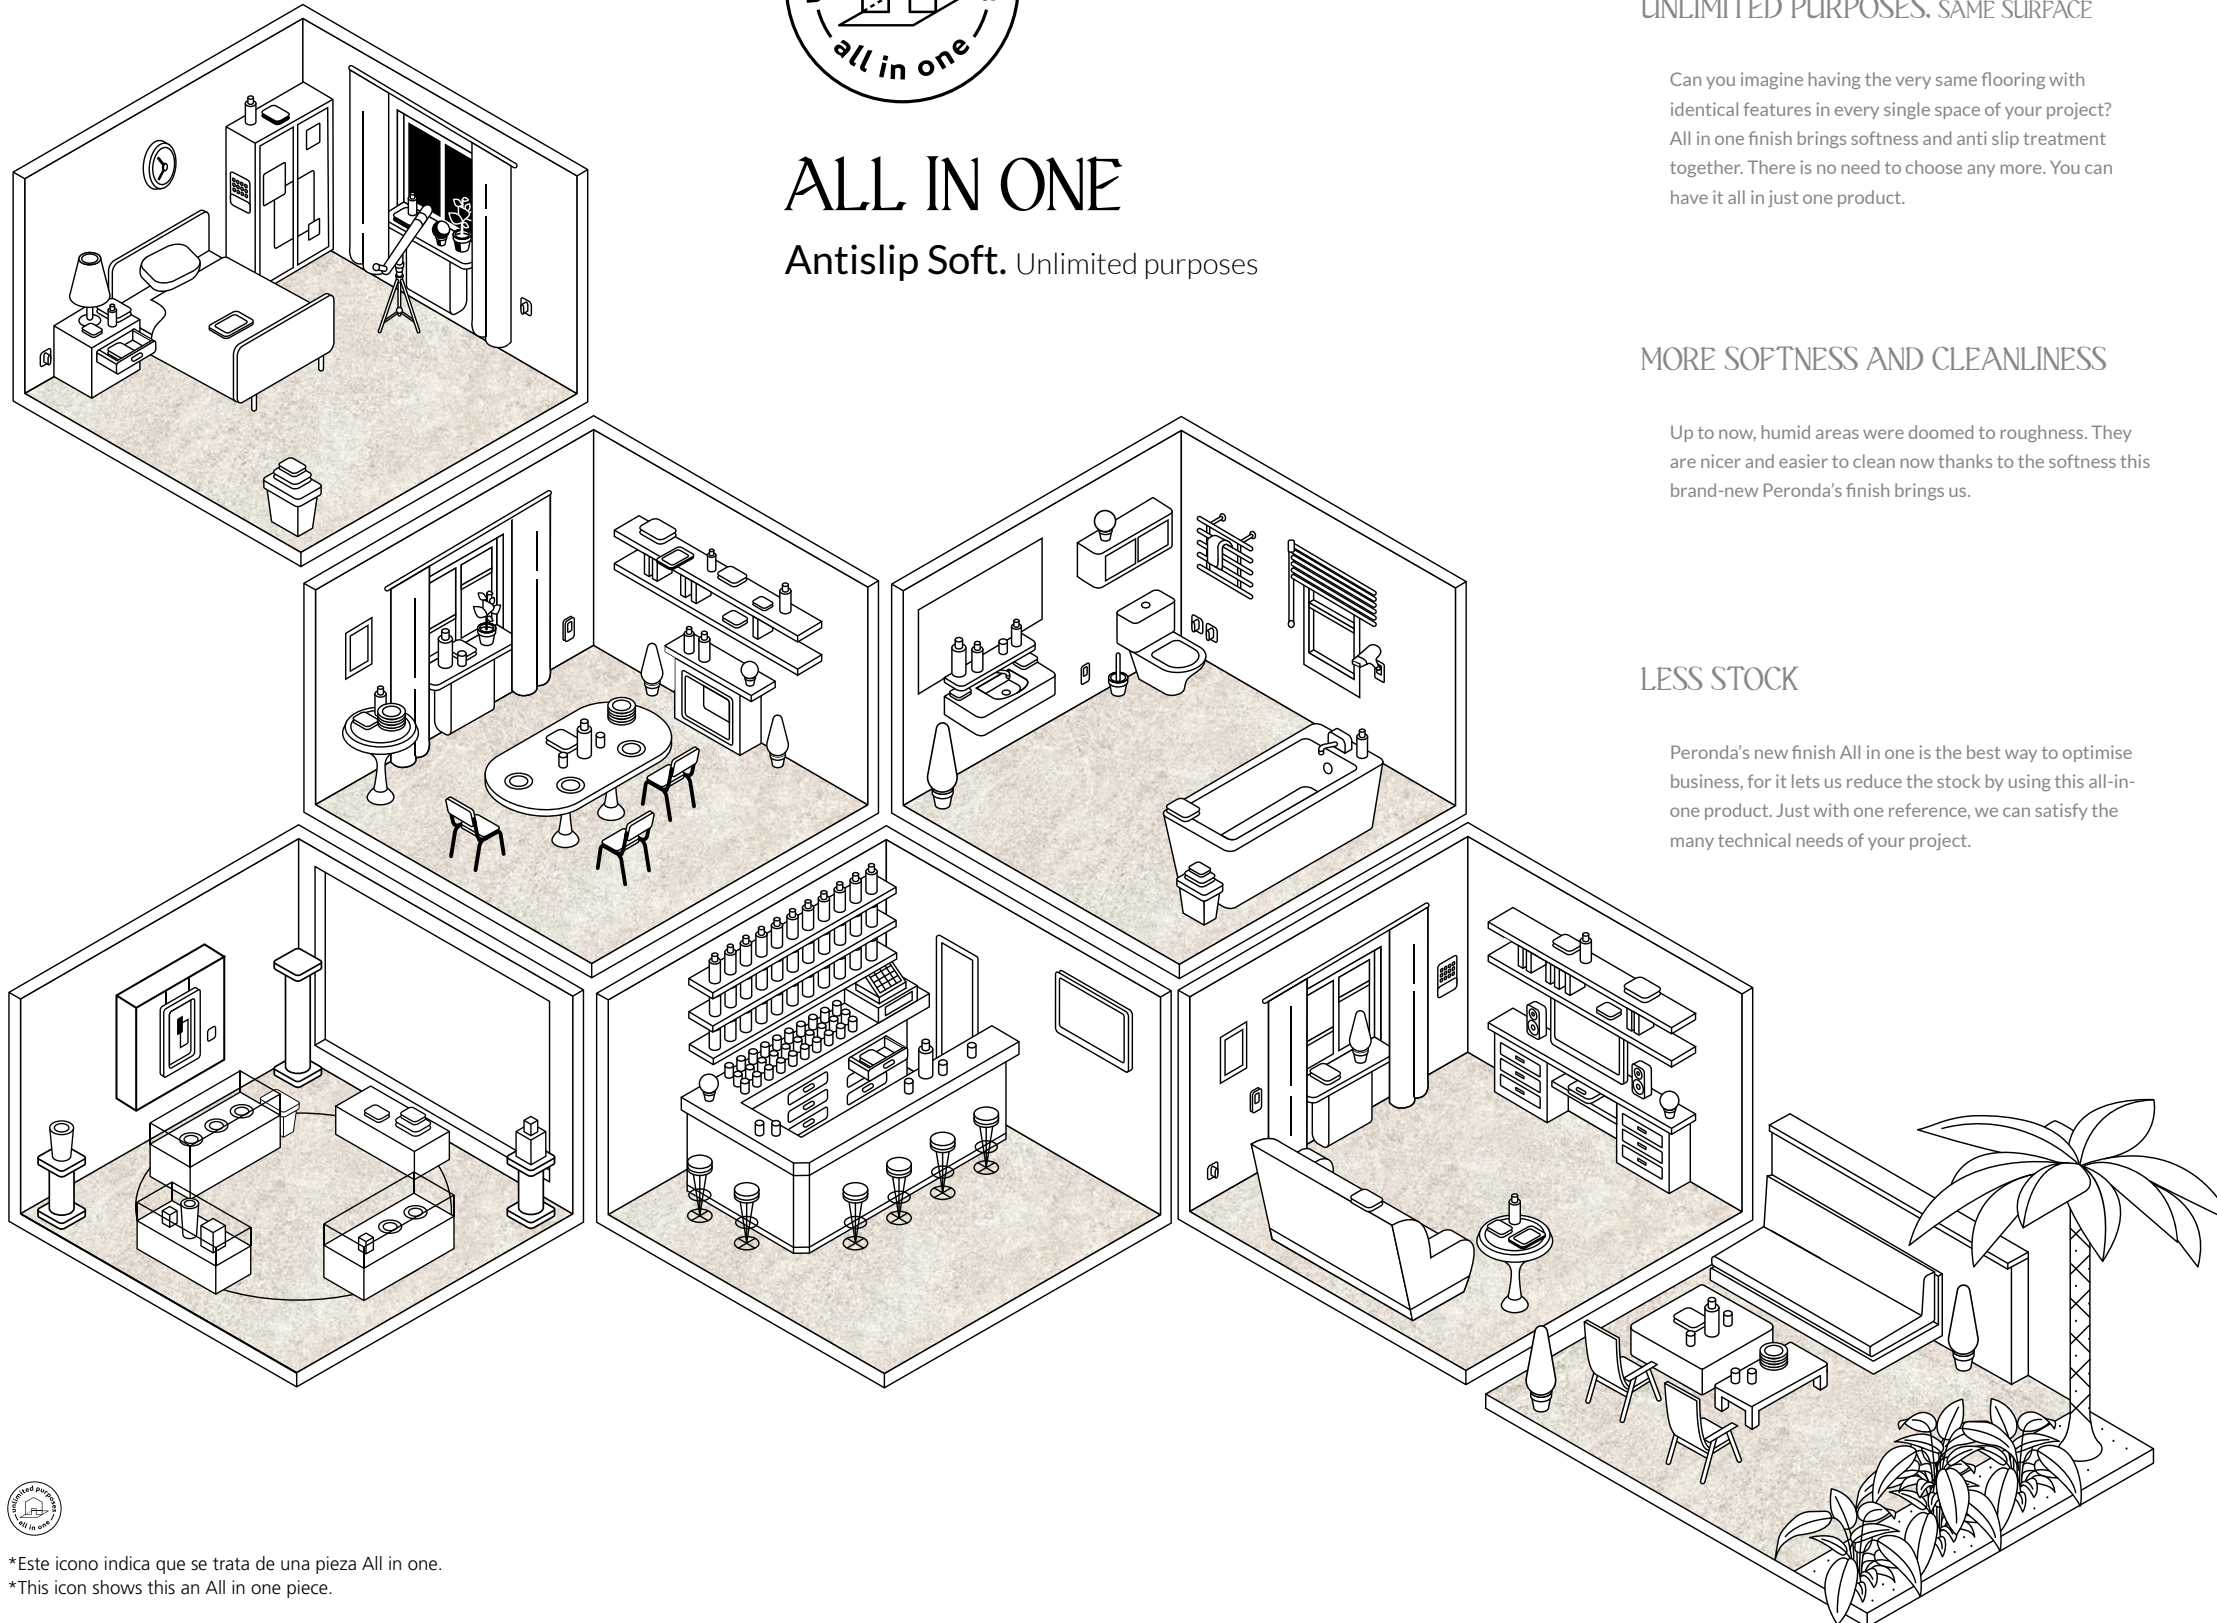 all in one
ALL IN ONE
Antislip Soft. Unlimited purposes
UNLIMITED PURPOSES, SAME SURFACE
Can you imagine having the very same flooring with
identical features in every single space of your project?
All in one finish brings softness and anti slip treatment
together. There is no need to choose any more. You can
have it all in just one product.
MORE SOFTNESS AND CLEANLINESS
Up to now, humid areas were doomed to roughness. They
are nicer and easier to clean now thanks to the softness this
brand-new Peronda’s finish brings us.
LESS STOCK
Peronda’s new finish All in one is the best way to optimise
business, for it lets us reduce the stock by using this all-in-
one product. Just with one reference, we can satisfy the
many technical needs of your project.
unlimited purposes
all in one
*Este icono indica que se trata de una pieza All in one.
*This icon shows this an All in one piece.